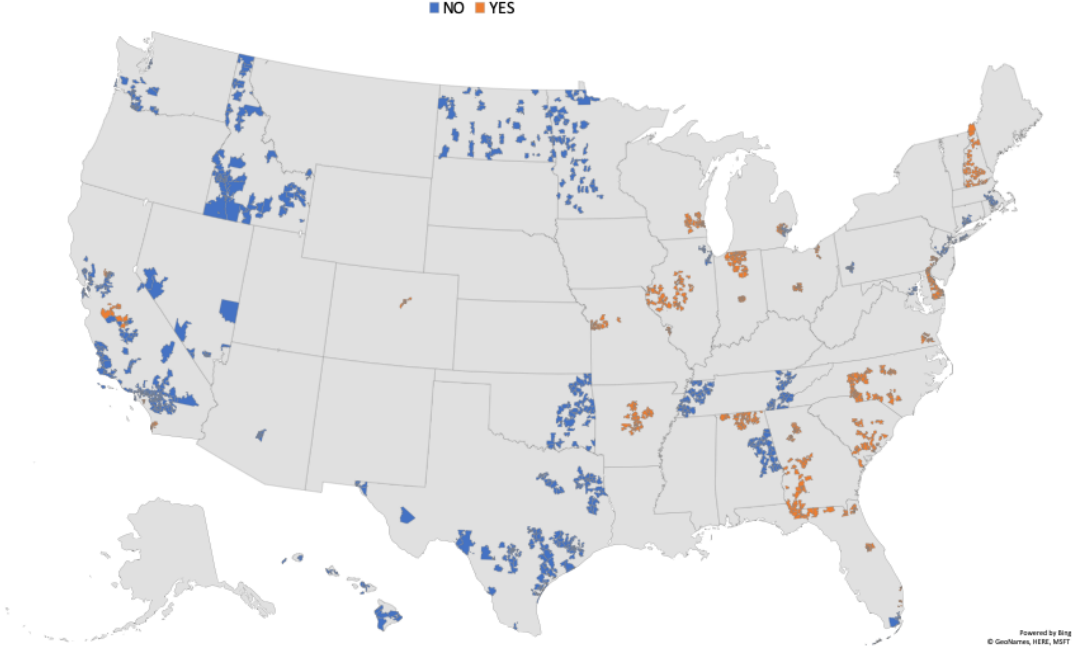 NO YES
Powered by Bing
© GeoNames, HERE, MSFT